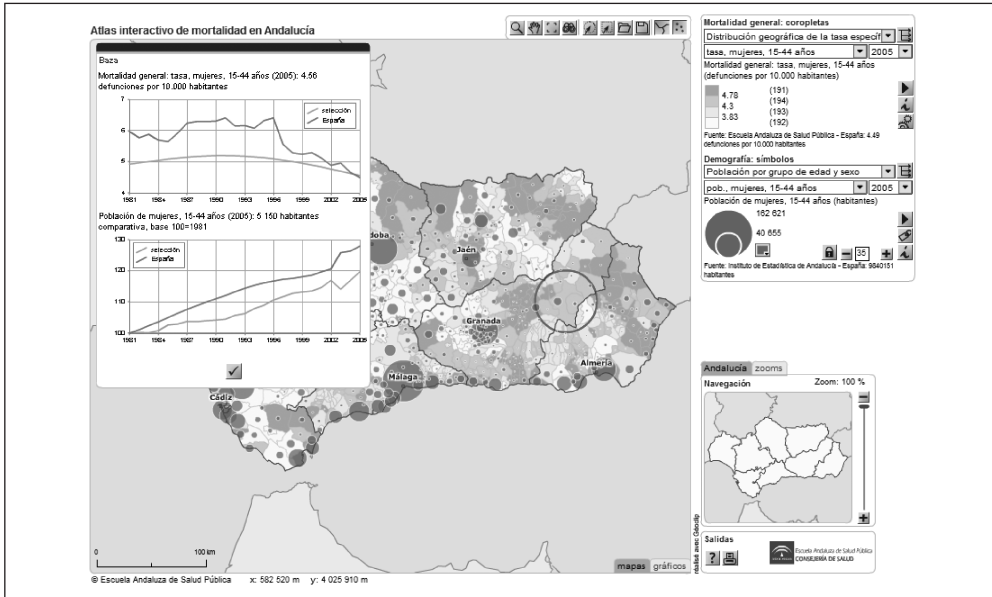 Atlas interactivo de mortalidad en Andalucía
Baza
Mortalidad general: tasa, mujeres, 15-44 años (2005): 4.56
defunciones por 10.000 habitantes
7
6
5
4
selección
España
1981
1984
1987
1990
1993
1996
1999
2002
2005
Población de mujeres, 15-44 años (2005): 5 150 habitantes
comparativa, base 100=1981
130
120
110
100
selección
España
1981
1984
1987
1990
1993
1996
1999
2002
2005
Jaén
Granada
Almería
Málaga
Cádiz
0
100 km
mapas
gráficos
© Escuela Andaluza de Salud Pública
x: 582 520 m
y: 4 025 910 m
Mortalidad general: coropletas
Distribución geográfica de la tasa específ
tasa, mujeres, 15-44 años
2005
Mortalidad general: tasa, mujeres, 15-44 años
(defunciones por 10.000 habitantes)
(191)
4.78
(194)
4.3
(193)
3.83
(192)
Fuente: Escuela Andaluza de Salud Pública - España: 4.49
defunciones por 10.000 habitantes
Demografía: símbolos
Población por grupo de edad y sexo
pob., mujeres, 15-44 años
2005
Población de mujeres, 15-44 años (habitantes)
162 621
40 655
35
Fuente: Instituto de Estadística de Andalucía - España: 9840151
habitantes
Andalucía
zooms
Navegación
Zoom: 100 %
Salidas
?
Escuela Andaluza de Salud Pública
CONSEJERÍA DE SALUD